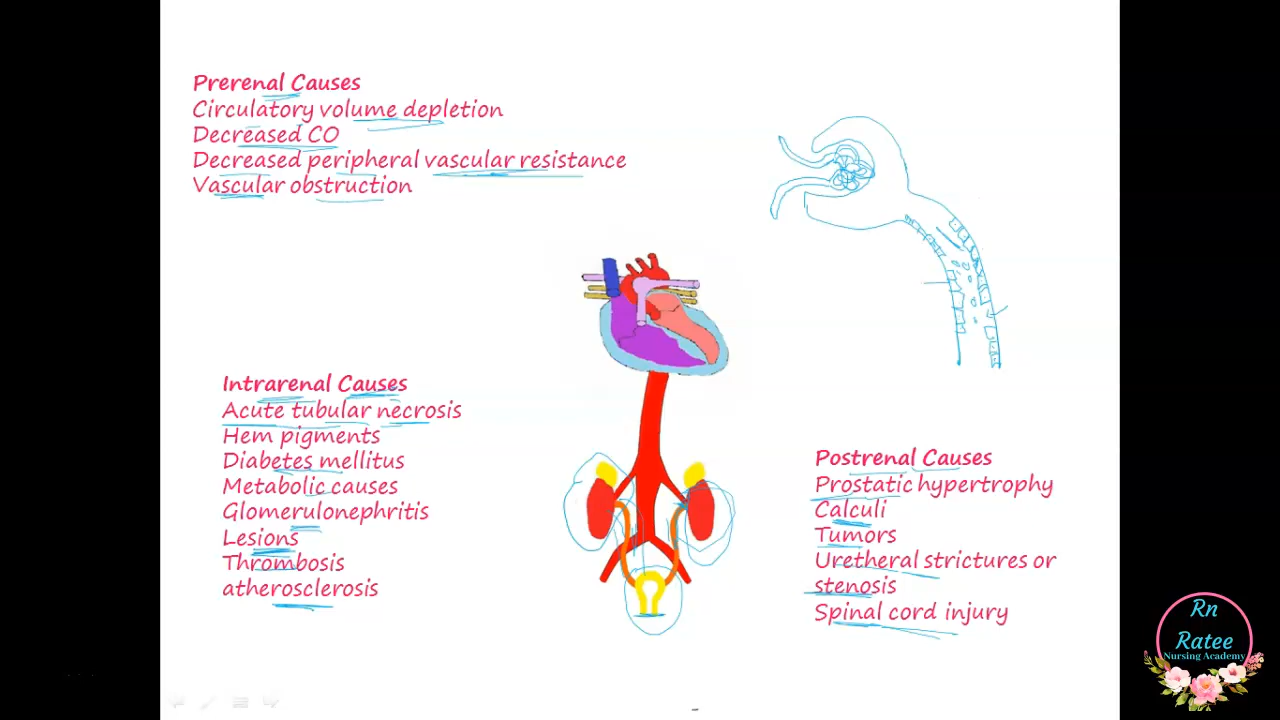 Prerenal Causes
Circulatory volume depletion
Decreased CO
Decreased peripheral vascular resistance
Vascular obstruction
Intrarenal Causes
Acute tubular necrosis
Hem pigments
Diabetes mellitus
Metabolic causes
Glomerulonephritis
Lesions
Thrombosis
atherosclerosis
Postrenal Causes
Prostatic hypertrophy
Calculi
Tumors
Uretheral strictures or
stenosis
Spinal cord injury
Rn
Ratee
Nursing Academy